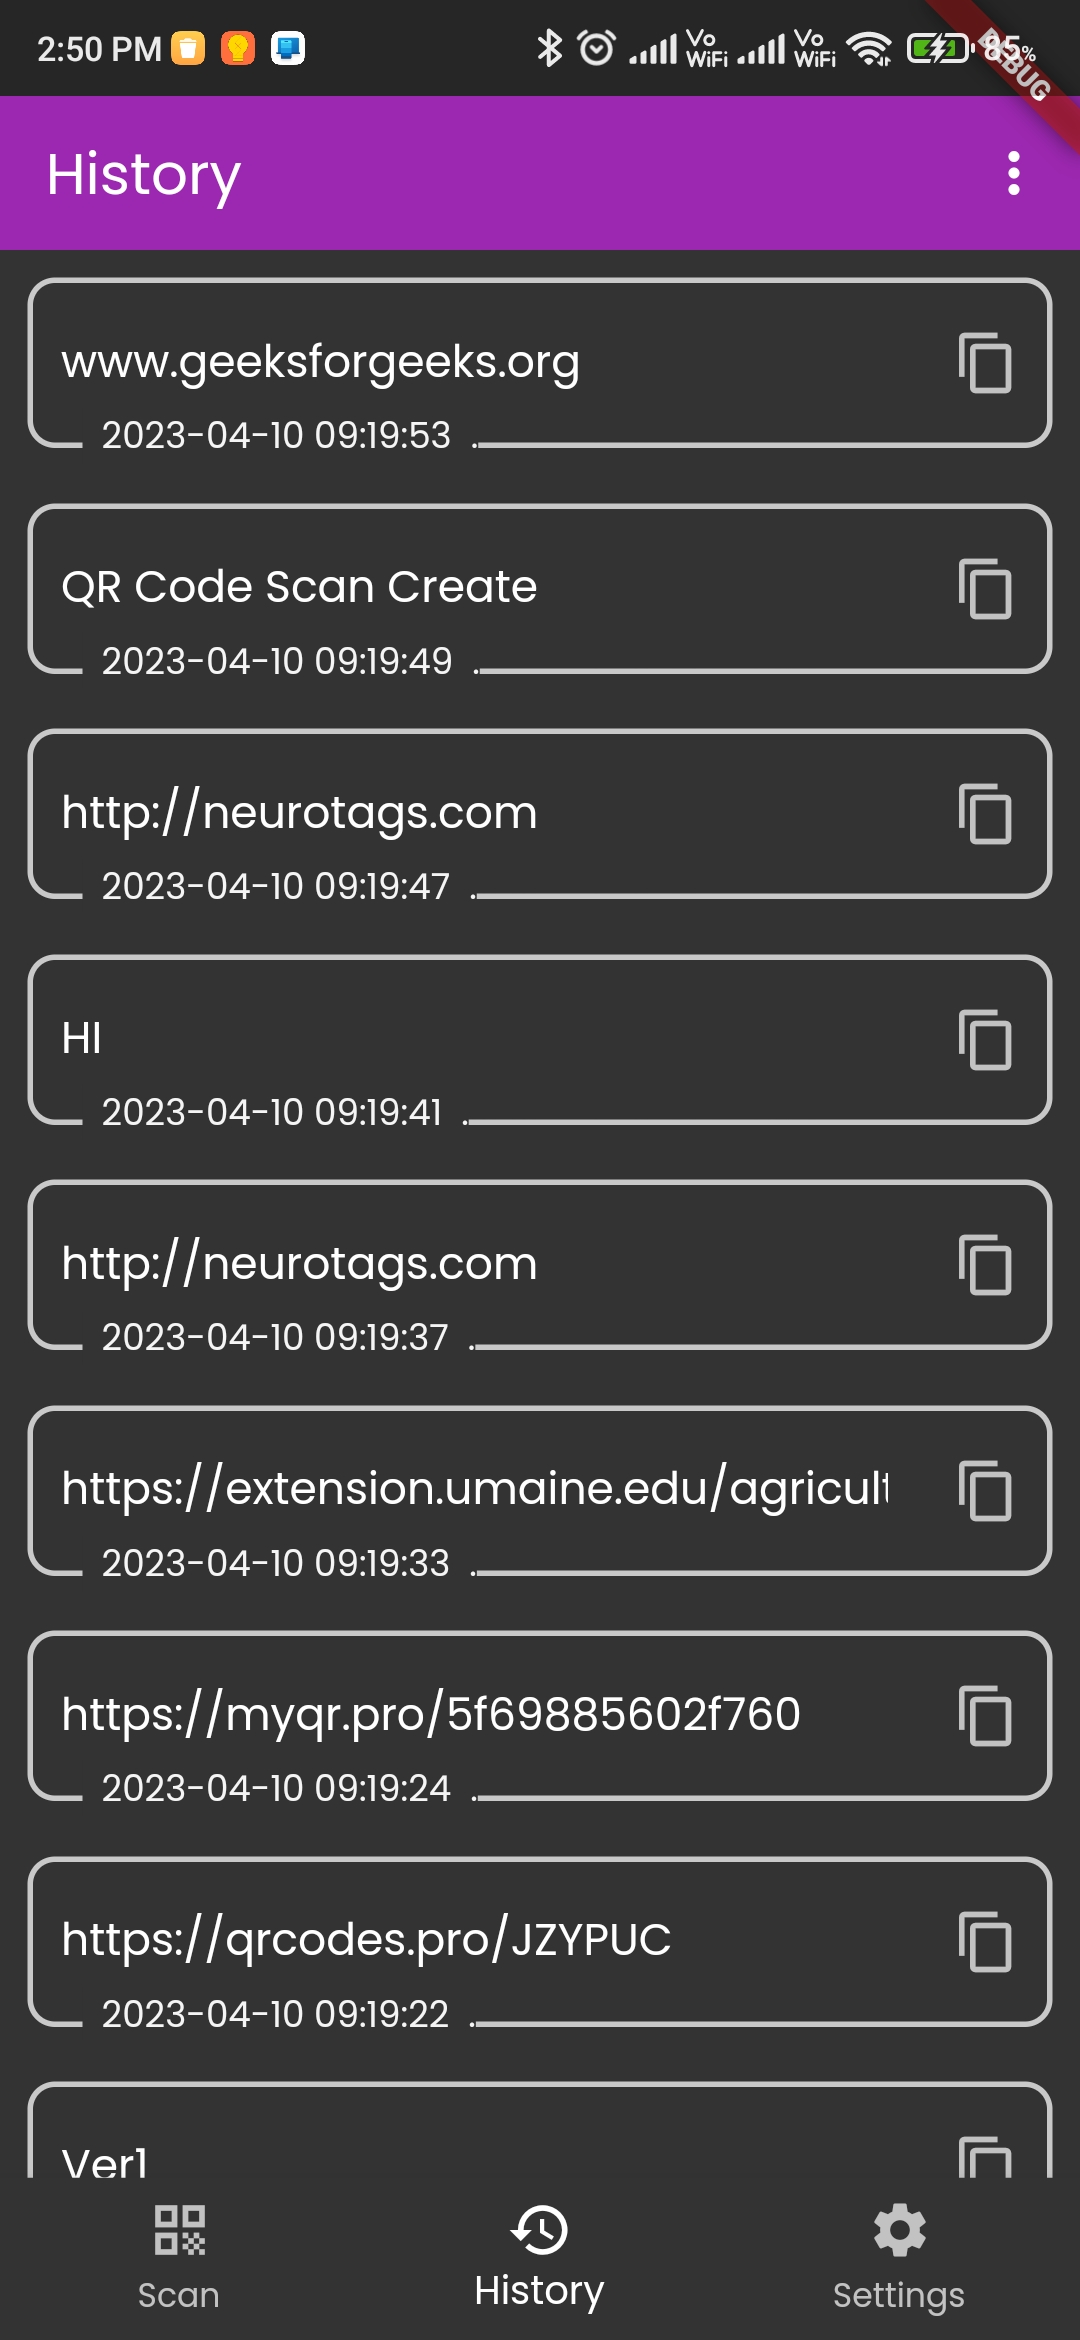 2:50 PM
Vo
WiFi
Vo
WiFi
85%
DEBUG
History
www.geeksforgeeks.org
2023-04-10 09:19:53 .
QR Code Scan Create
2023-04-10 09:19:49 .
http://neurotags.com
2023-04-10 09:19:47 .
HI
2023-04-10 09:19:41 .
http://neurotags.com
2023-04-10 09:19:37 .
https://extension.umaine.edu/agricult
2023-04-10 09:19:33 .
https://myqr.pro/5f69885602f760
2023-04-10 09:19:24 .
https://qrcodes.pro/JZYPUC
2023-04-10 09:19:22 .
Ver1
Scan
History
Settings